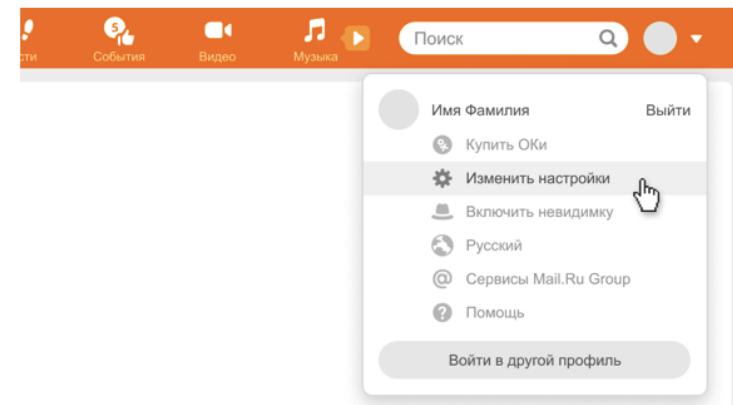 5
События
Видео
Музыка
Поиск
Имя Фамилия
Выйти
Купить ОКи
Изменить настройки
Включить невидимку
Русский
@ Сервисы Mail.Ru Group
? Помощь
Войти в другой профиль